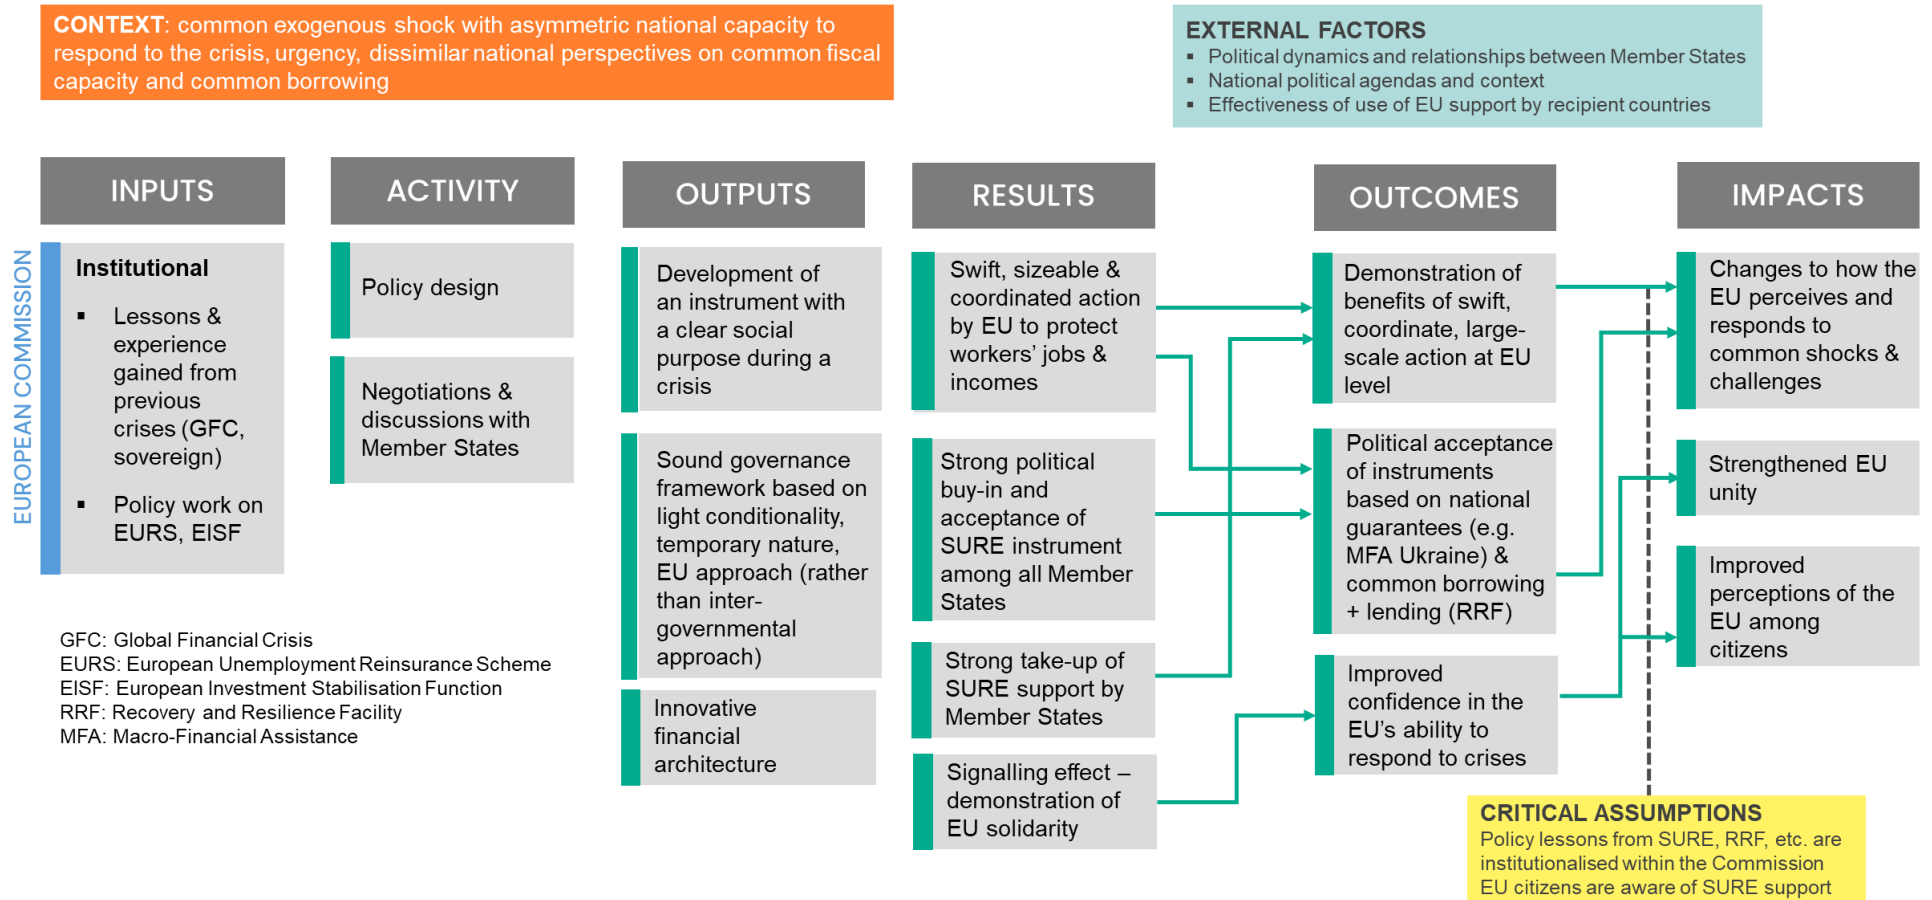 CONTEXT: common exogenous shock with asymmetric national capacity to
respond to the crisis, urgency, dissimilar national perspectives on common fiscal
capacity and common borrowing
EXTERNAL FACTORS
▪ Political dynamics and relationships between Member States
▪ National political agendas and context
▪ Effectiveness of use of EU support by recipient countries
INPUTS
EUROPEAN COMMISSION
Institutional
▪ Lessons &
experience
gained from
previous
crises (GFC,
sovereign)
▪ Policy work on
EURS, EISF
ACTIVITY
Policy design
Negotiations &
discussions with
Member States
OUTPUTS
Development of
an instrument with
a clear social
purpose during a
crisis
Sound governance
framework based on
light conditionality,
temporary nature,
EU approach (rather
than inter-
governmental
approach)
Innovative
financial
architecture
RESULTS
Swift, sizeable &
coordinated action
by EU to protect
workers’ jobs &
incomes
Strong political
buy-in and
acceptance of
SURE instrument
among all Member
States
Strong take-up of
SURE support by
Member States
Signalling effect –
demonstration of
EU solidarity
OUTCOMES
Demonstration of
benefits of swift,
coordinate, large-
scale action at EU
level
Political acceptance
of instruments
based on national
guarantees (e.g.
MFA Ukraine) &
common borrowing
+ lending (RRF)
Improved
confidence in the
EU’s ability to
respond to crises
IMPACTS
Changes to how the
EU perceives and
responds to
common shocks &
challenges
Strengthened EU
unity
Improved
perceptions of the
EU among
citizens
GFC: Global Financial Crisis
EURS: European Unemployment Reinsurance Scheme
EISF: European Investment Stabilisation Function
RRF: Recovery and Resilience Facility
MFA: Macro-Financial Assistance
CRITICAL ASSUMPTIONS
Policy lessons from SURE, RRF, etc. are
institutionalised within the Commission
EU citizens are aware of SURE support